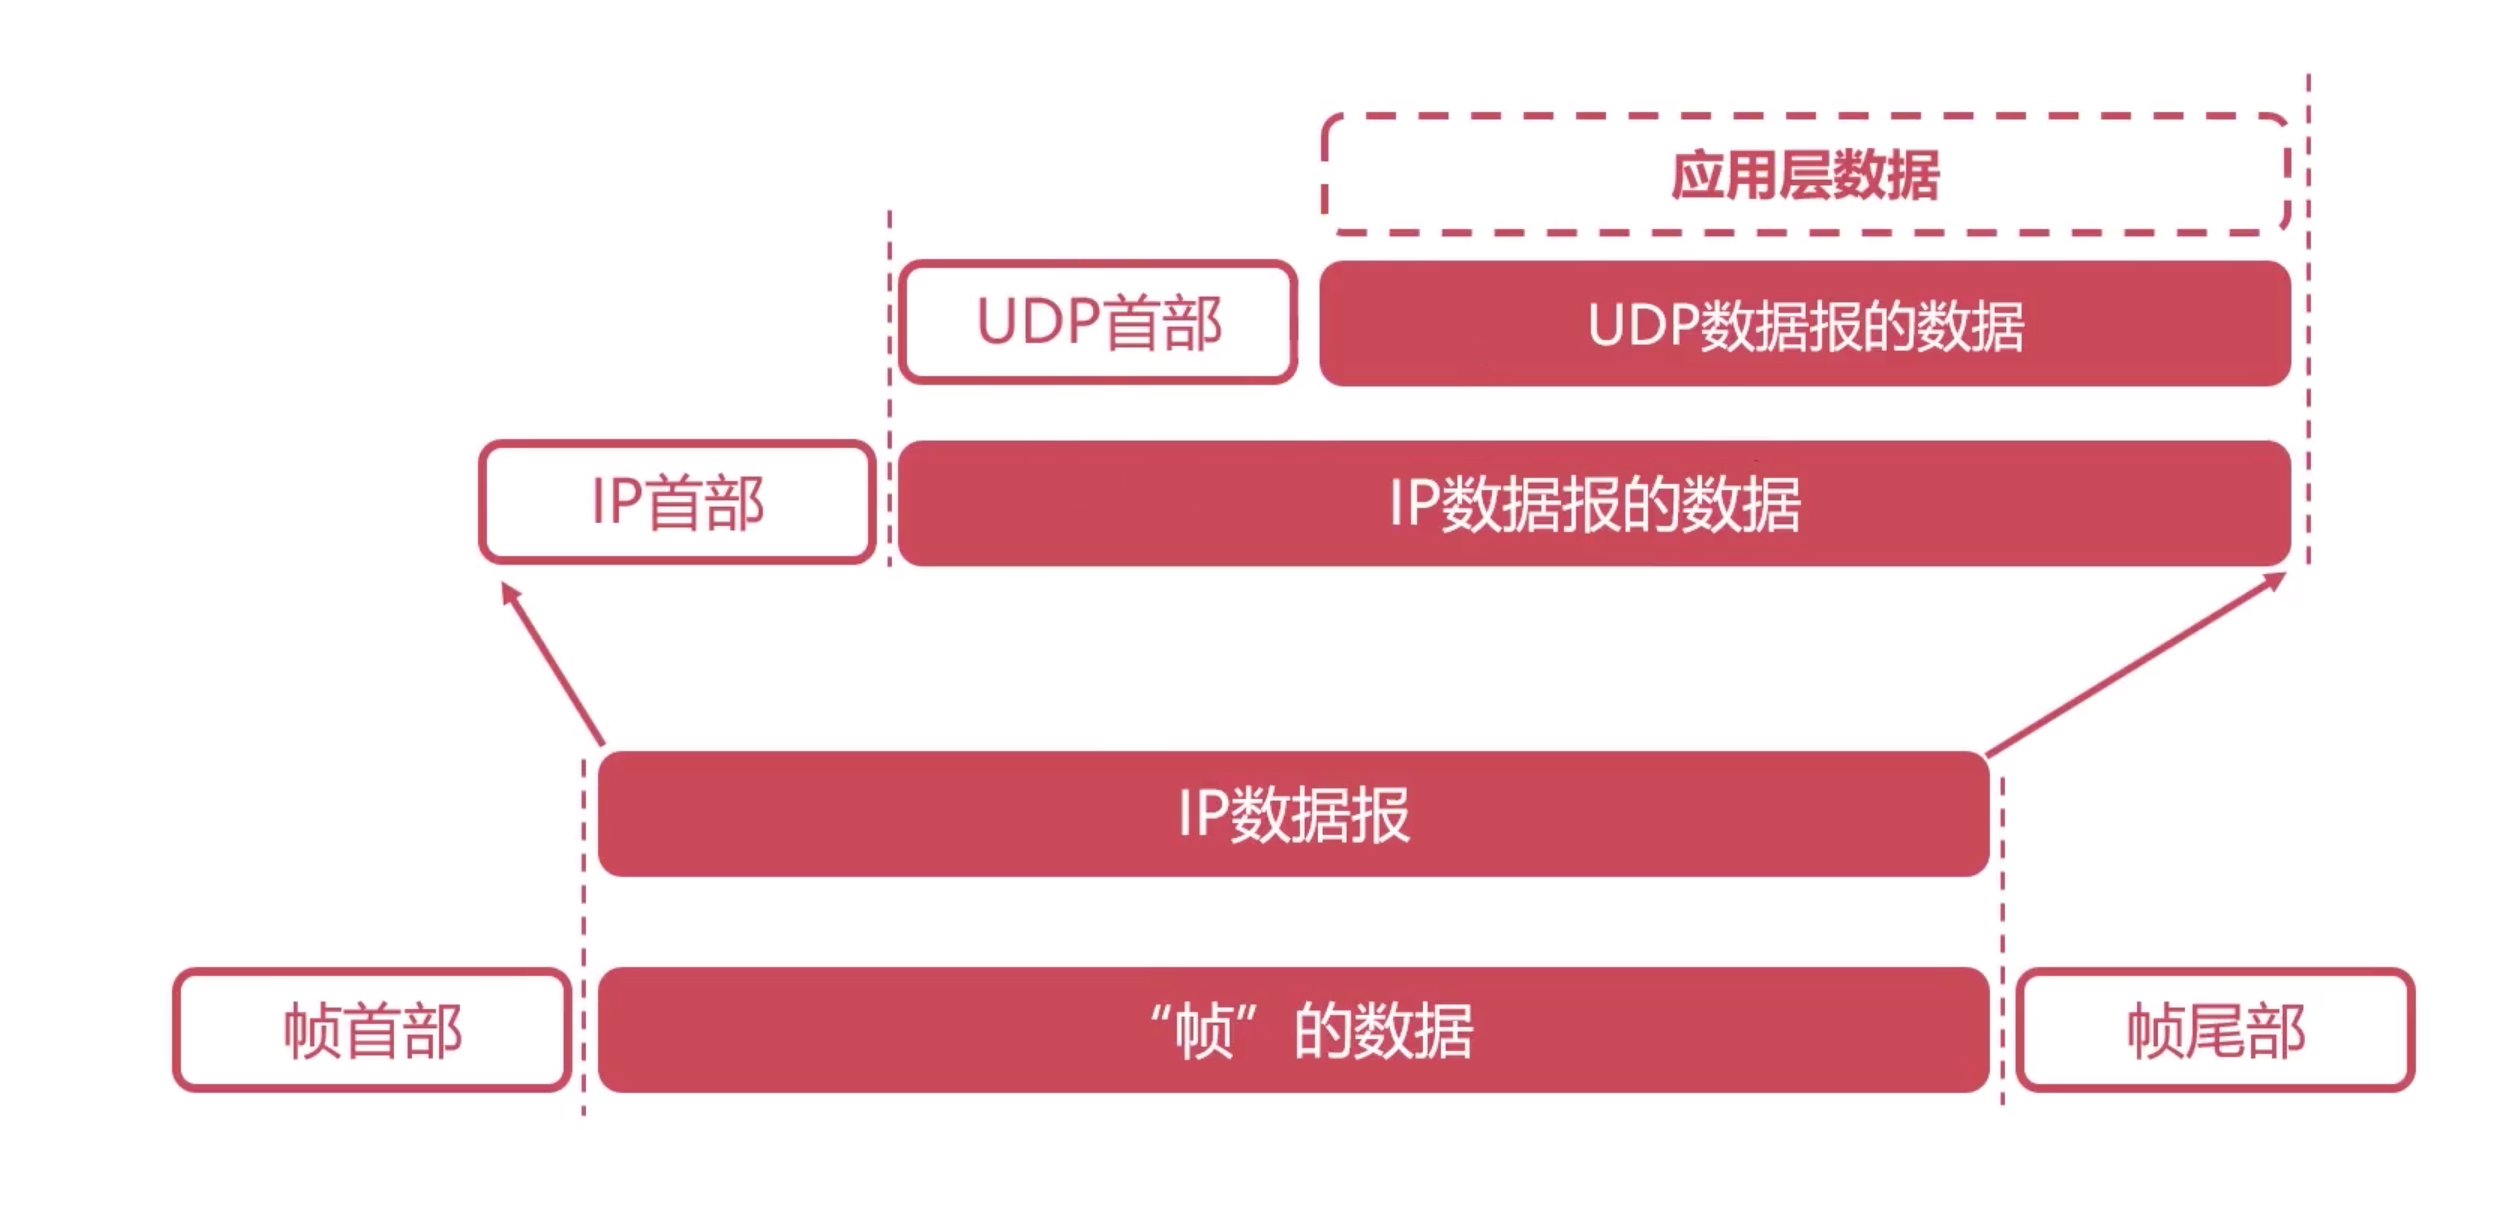 应用层数据
UDP首部 UDP数据报的数据
IP首部 IP数据报的数据
IP数据报
帧首部 “帧” 的数据 帧尾部